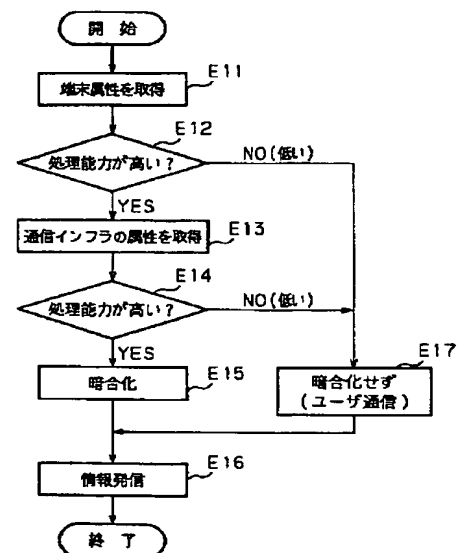 開 始
端末属性を取得
E11
処理能力が高い?
E12
NO(低い)
YES
通信インフラの属性を取得
E13
処理能力が高い?
E14
NO(低い)
YES
暗合化
E15
暗合化せず
(ユーザ通信)
E17
情報発信
E16
終 了